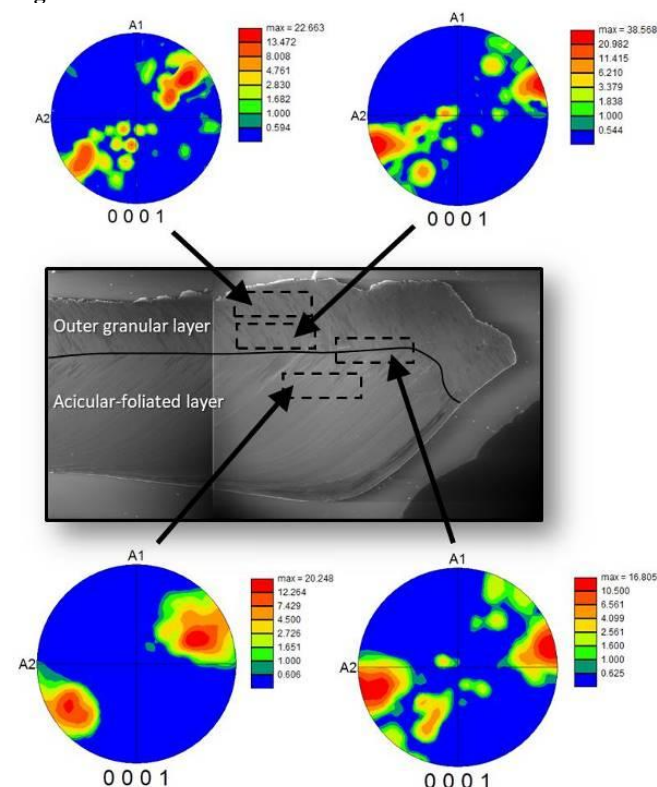 A1
max = 22.663
13.472
8.008
4.761
2.830
1.682
1.000
0.594
A2
0 0 0 1
A1
max = 38.568
20.982
11.415
6.210
3.379
1.838
1.000
0.544
A2
0 0 0 1
Outer granular layer
Acicular-foliated layer
A1
max = 20.248
12.264
7.429
4.500
2.726
1.651
1.000
0.606
A2
0 0 0 1
A1
max = 16.805
10.500
6.561
4.099
2.561
1.600
1.000
0.625
A2
0 0 0 1